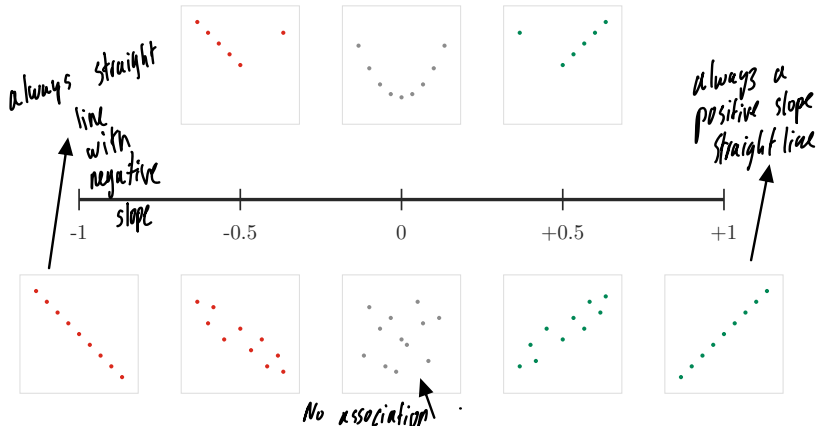 always straight
line
with
negative
slope
always a
positive slope
straight line
-1
-0.5
0
+0.5
+1
No association